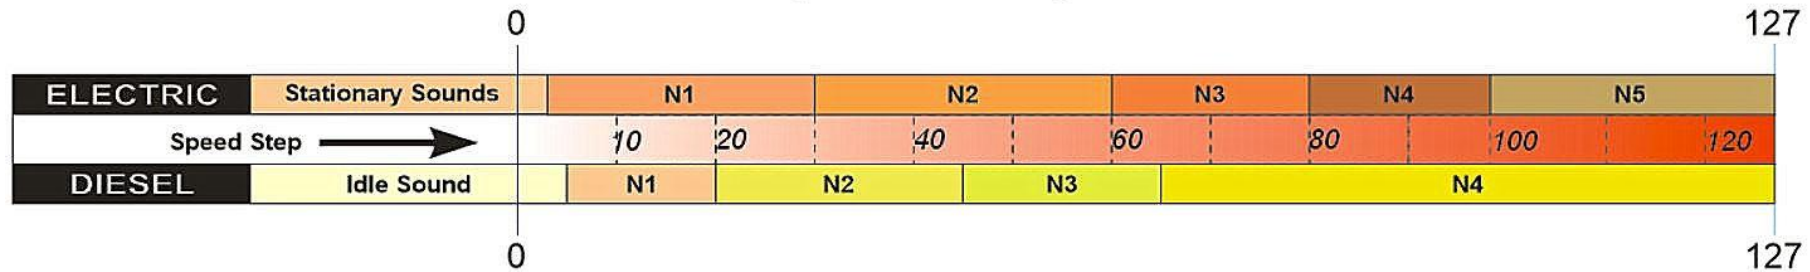 0 127
ELECTRIC Stationary Sounds N1 N2 N3 N4 N5
Speed Step 10 20 40 60 80 100 120
DIESEL Idle Sound N1 N2 N3 N4
0 127